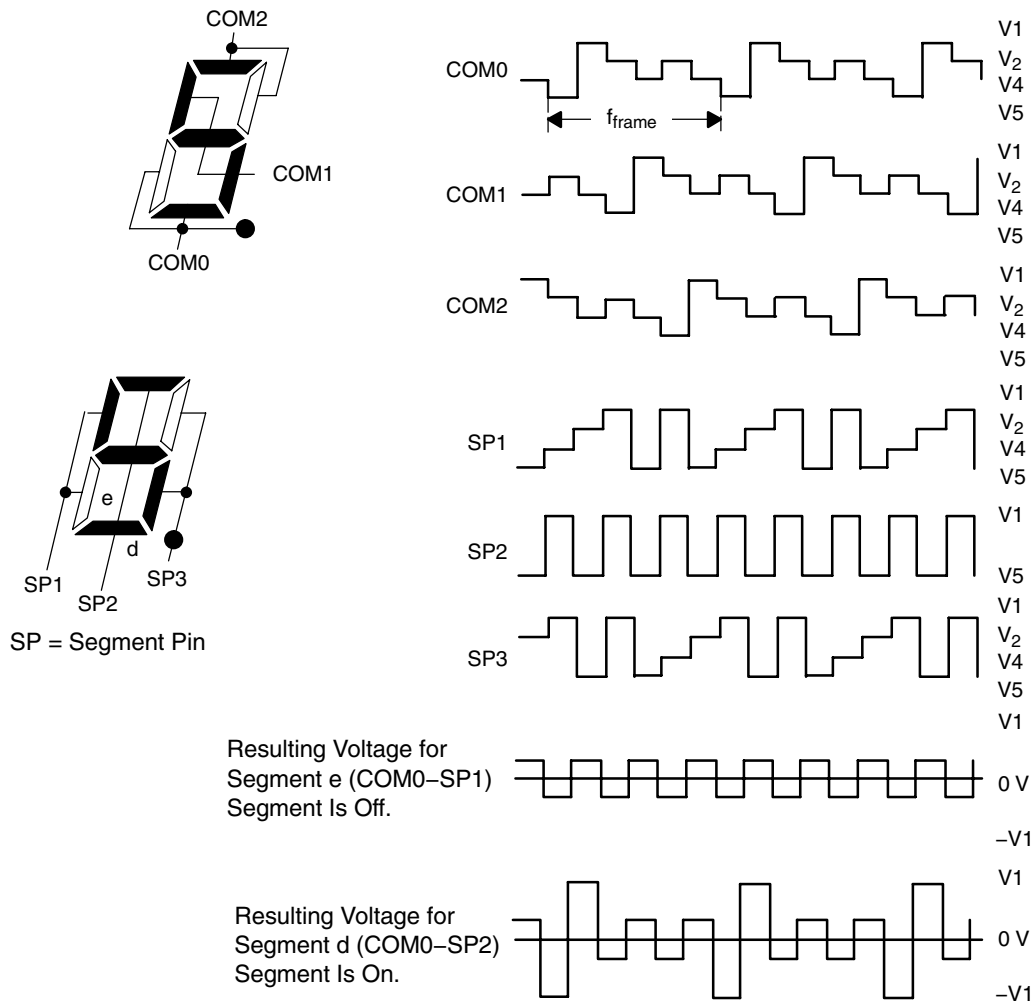 COM2
COM1
COM0
e
d
SP1
SP2
SP3
SP = Segment Pin
COM0
f_frame
V1
V2
V4
V5
COM1
V1
V2
V4
V5
COM2
V1
V2
V4
V5
SP1
V1
V2
V4
V5
SP2
V1
V5
SP3
V1
V2
V4
V5
Resulting Voltage for
Segment e (COM0–SP1)
Segment Is Off.
V1
0 V
–V1
Resulting Voltage for
Segment d (COM0–SP2)
Segment Is On.
V1
0 V
–V1